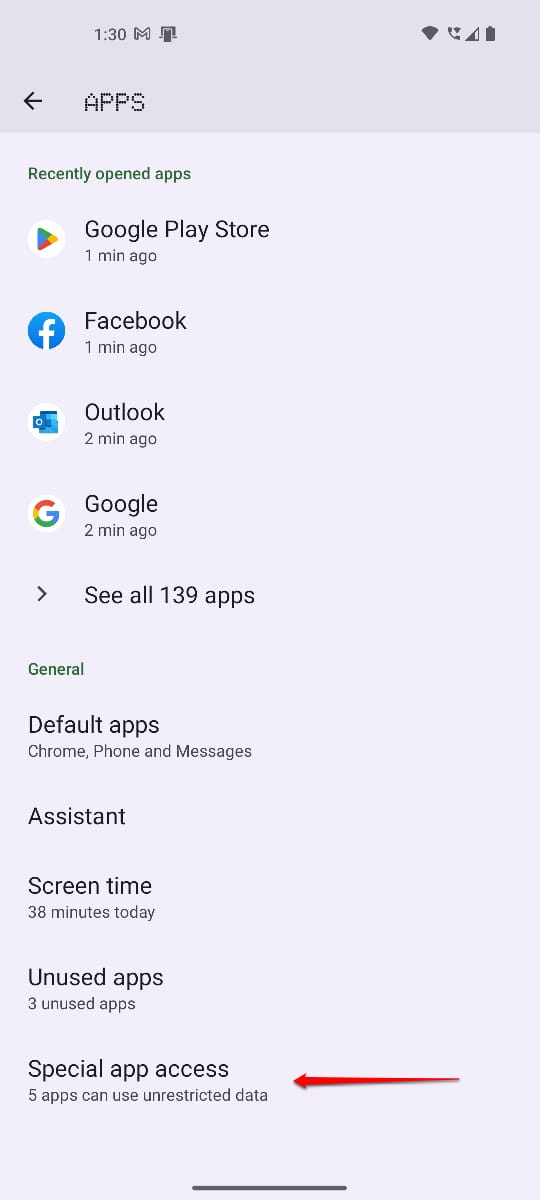 1:30
APPS
Recently opened apps
Google Play Store
1 min ago
Facebook
1 min ago
Outlook
2 min ago
Google
2 min ago
See all 139 apps
General
Default apps
Chrome, Phone and Messages
Assistant
Screen time
38 minutes today
Unused apps
3 unused apps
Special app access
5 apps can use unrestricted data